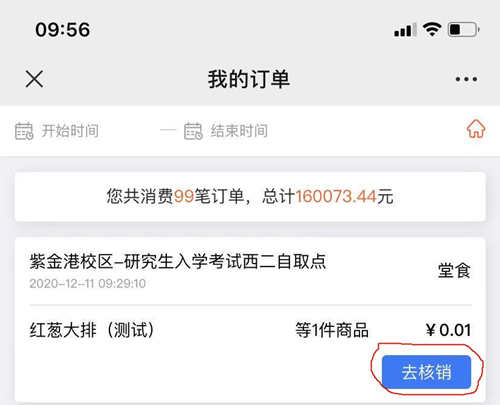 09:56
我的订单
开始时间 — 结束时间
您共消费99笔订单，总计160073.44元
紫金港校区-研究生入学考试西二自取点
堂食
2020-12-11 09:29:10
红葱大排（测试） 等1件商品 ￥0.01
去核销